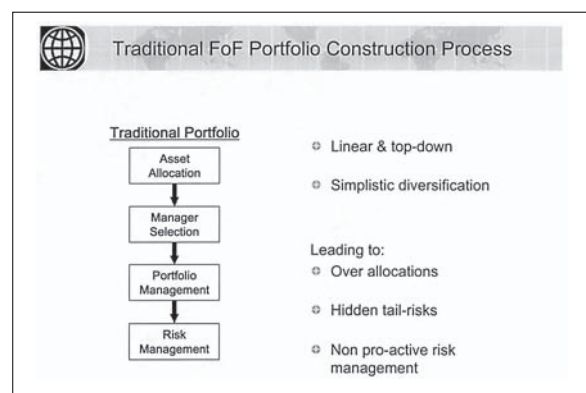 Traditional FoF Portfolio Construction Process
Traditional Portfolio
Asset
Allocation
Manager
Selection
Portfolio
Management
Risk
Management
Linear & top-down
Simplistic diversification
Leading to:
Over allocations
Hidden tail-risks
Non pro-active risk
management